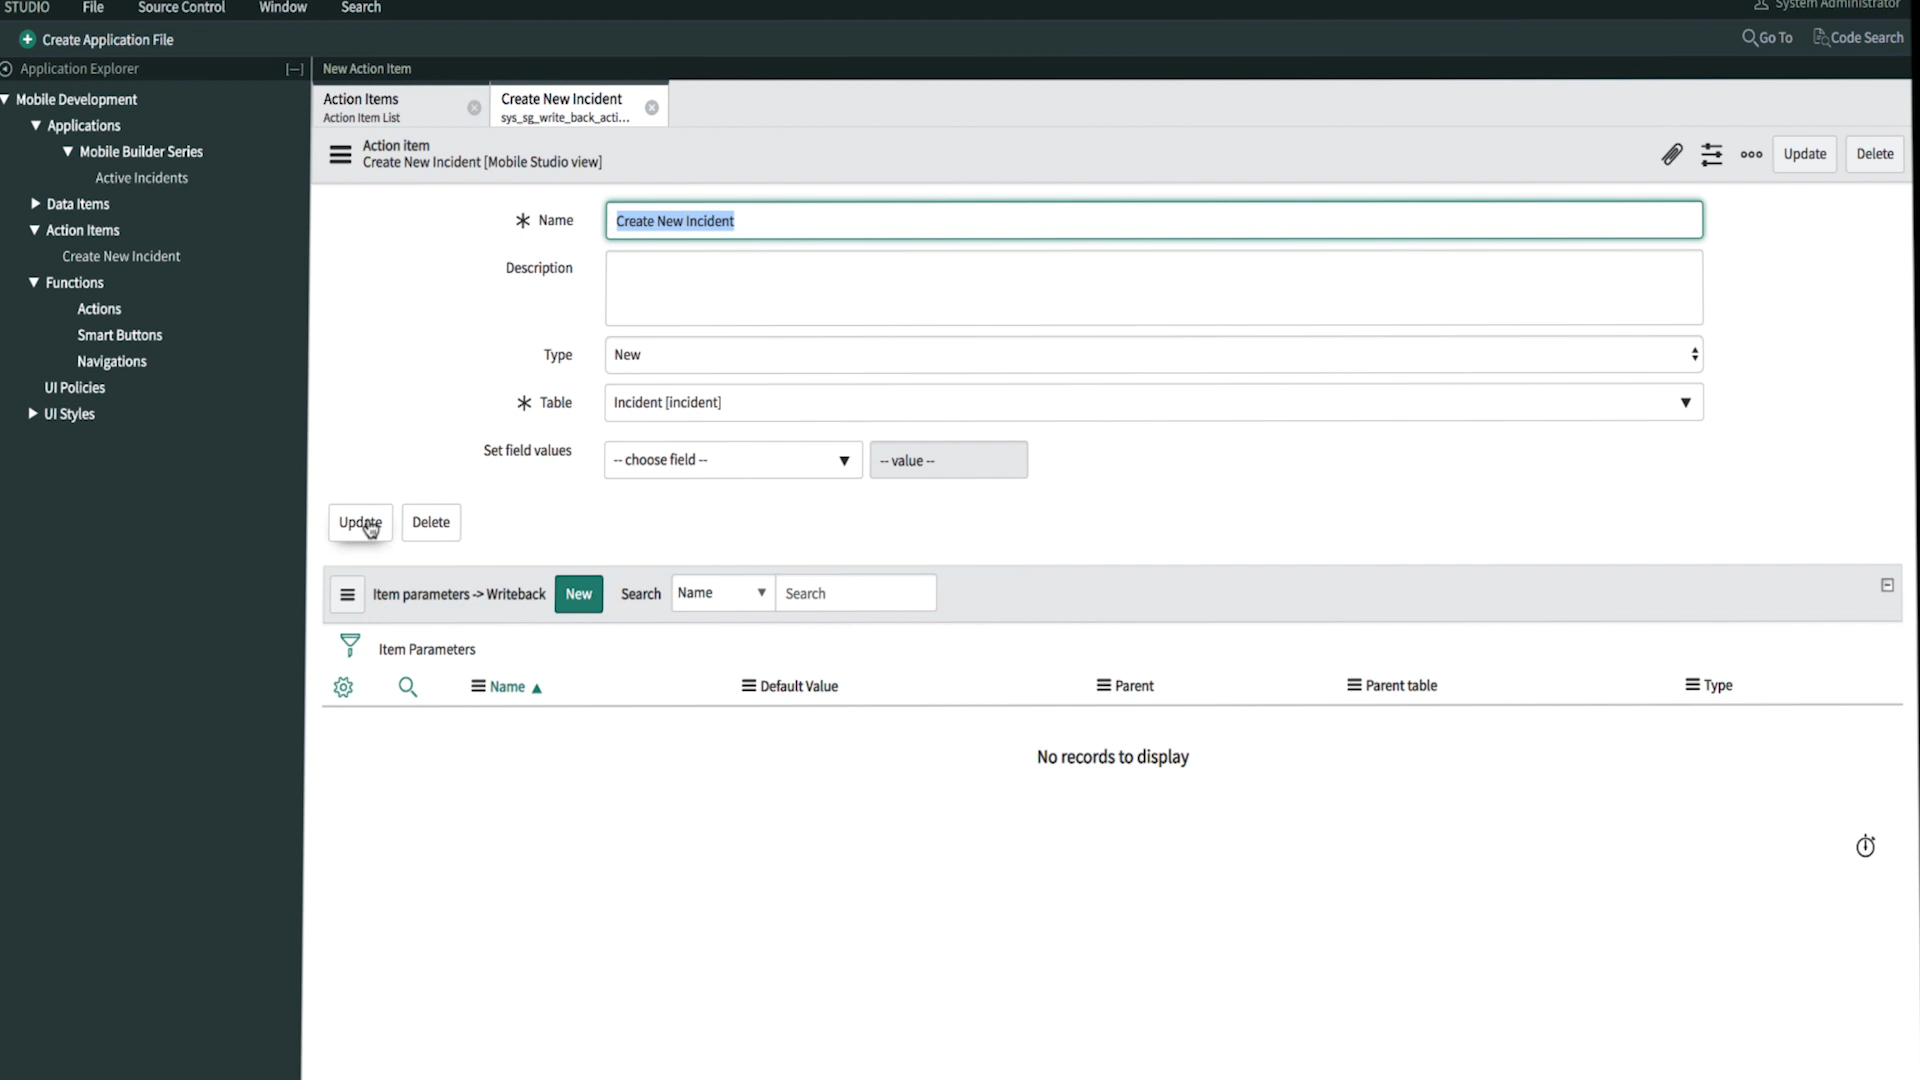 STUDIO File Source Control Window Search
System Administrator
Create Application File
Go To Code Search
Application Explorer [—]
New Action Item
Mobile Development
Applications
Mobile Builder Series
Active Incidents
Data Items
Action Items
Create New Incident
Functions
Actions
Smart Buttons
Navigations
UI Policies
UI Styles
Action Items
Action Item List
Create New Incident
sys_sg_write_back_acti...
Action item
Create New Incident [Mobile Studio view]
Update Delete
Name Create New Incident
Description
Type New
Table Incident [incident]
Set field values -- choose field -- -- value --
Update Delete
Item parameters -> Writeback New Search Name Search
Item Parameters
Name Default Value Parent Parent table Type
No records to display